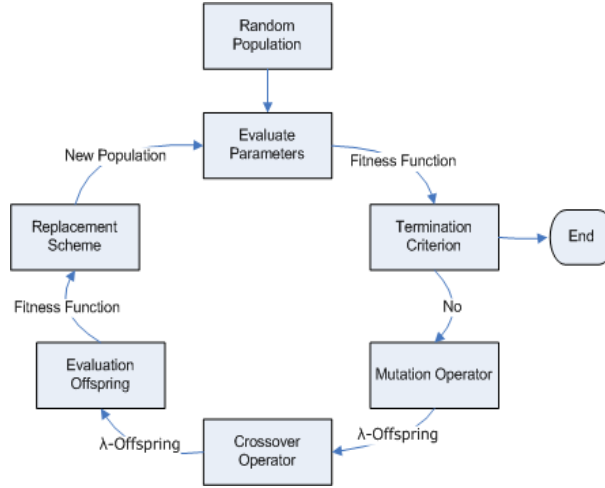 Random
Population
Evaluate
Parameters
New Population
Fitness Function
Replacement
Scheme
Termination
Criterion
End
Fitness Function
No
Evaluation
Offspring
Mutation Operator
λ-Offspring
Crossover
Operator
λ-Offspring